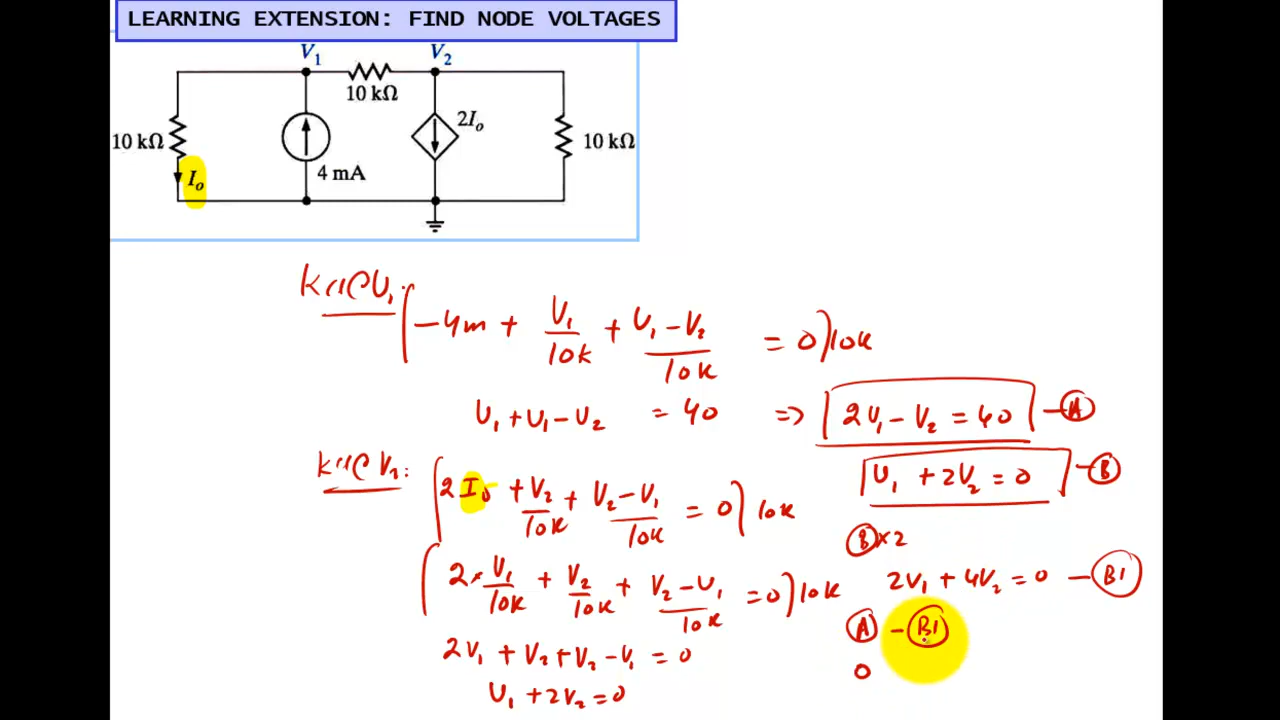 LEARNING EXTENSION: FIND NODE VOLTAGES
V₁ V₂
10 kΩ
2Iₒ
10 kΩ 10 kΩ
4 mA
Iₒ
KCL@V₁:
(-4m + V₁/10k + V₁-V₂/10k = 0)10k
V₁ + V₁ - V₂ = 40 => 2V₁ - V₂ = 40 - A
KCL@V₂:
V₁ + 2V₂ = 0 - B
(2I₀ + V₂/10k + V₂-V₁/10k = 0)10k
B×2
(2×V₁/10k + V₂/10k + V₂-V₁/10k = 0)10k
2V₁ + 4V₂ = 0 - B1
A - B1
2V₁ + V₂ + V₂ - V₁ = 0
0
V₁ + 2V₂ = 0